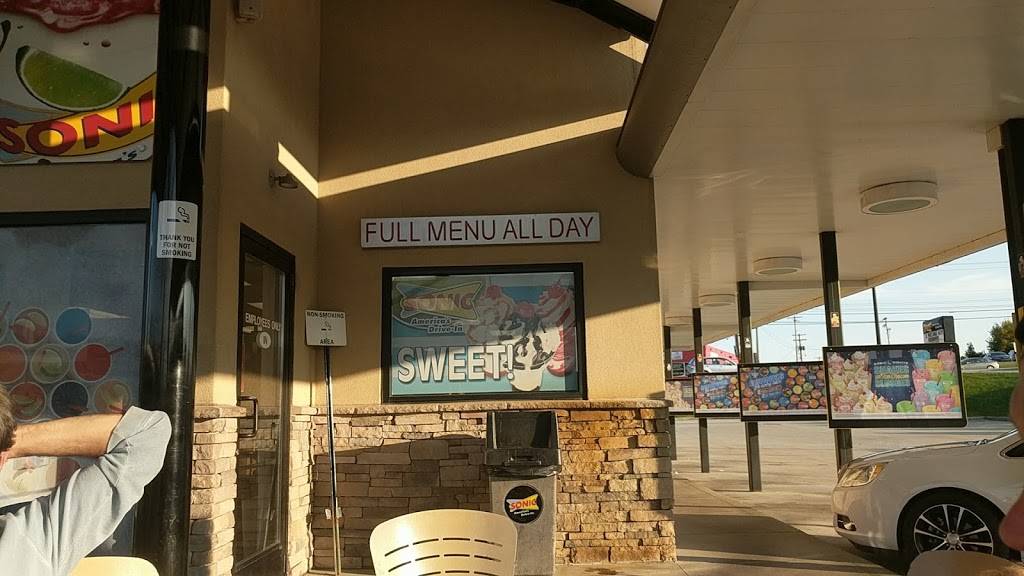 SONI
THANK YOU
FOR NOT
SMOKING
FULL MENU ALL DAY
EMPLOYEES ONLY
NON-SMOKING
AREA
SONIC
America's
Drive-In
SWEET!
SONIC